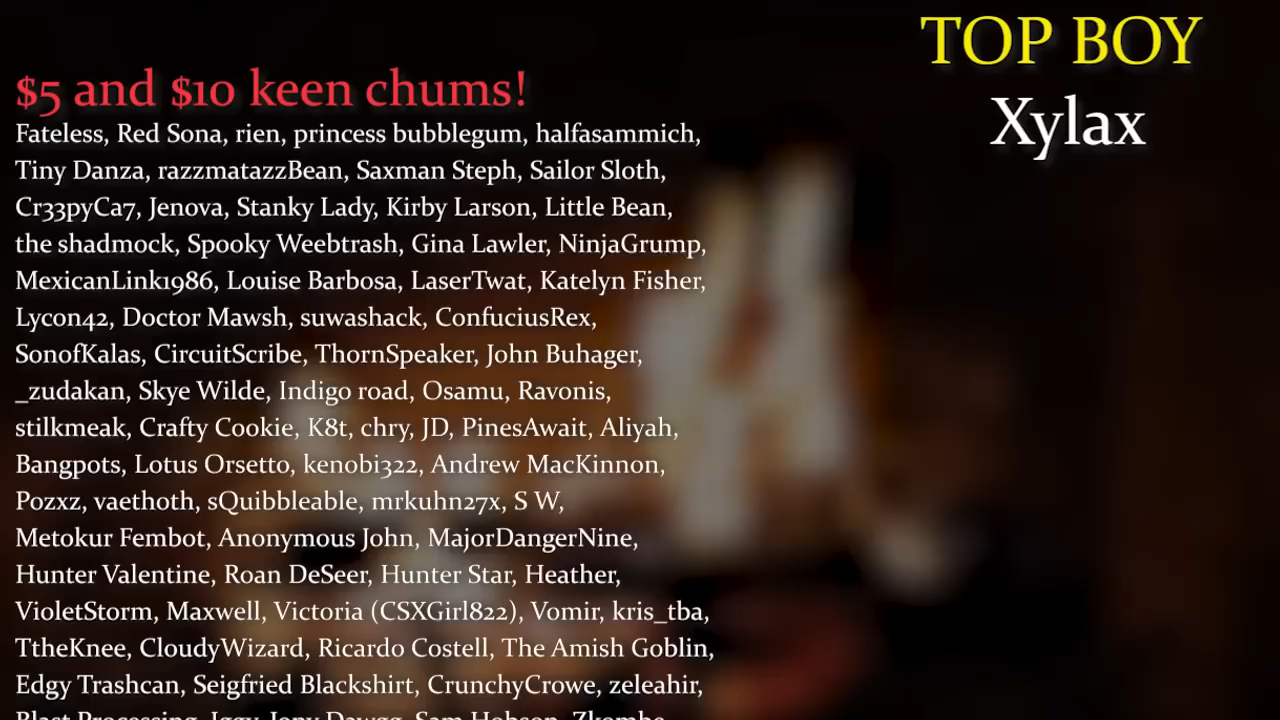 TOP BOY
Xylax
$5 and $10 keen chums!
Fateless, Red Sona, rien, princess bubblegum, halfasammich,
Tiny Danza, razzmatazzBean, Saxman Steph, Sailor Sloth,
Cr33pyCa7, Jenova, Stanky Lady, Kirby Larson, Little Bean,
the shadmock, Spooky Weebtrash, Gina Lawler, NinjaGrump,
MexicanLink1986, Louise Barbosa, LaserTwat, Katelyn Fisher,
Lycon42, Doctor Mawsh, suwashack, ConfuciusRex,
SonofKalas, CircuitScribe, ThornSpeaker, John Buhager,
_zudakan, Skye Wilde, Indigo road, Osamu, Ravonis,
stilkmeak, Crafty Cookie, K8t, chry, JD, PinesAwait, Aliyah,
Bangpots, Lotus Orsetto, kenobi322, Andrew MacKinnon,
Pozxz, vaethoth, sQuibbleable, mrkuhn27x, S W,
Metokur Fembot, Anonymous John, MajorDangerNine,
Hunter Valentine, Roan DeSeer, Hunter Star, Heather,
VioletStorm, Maxwell, Victoria (CSXGirl822), Vomir, kris_tba,
TtheKnee, CloudyWizard, Ricardo Costell, The Amish Goblin,
Edgy Trashcan, Seigfried Blackshirt, CrunchyCrowe, zeleahir,
Blast Processing, Iggy,